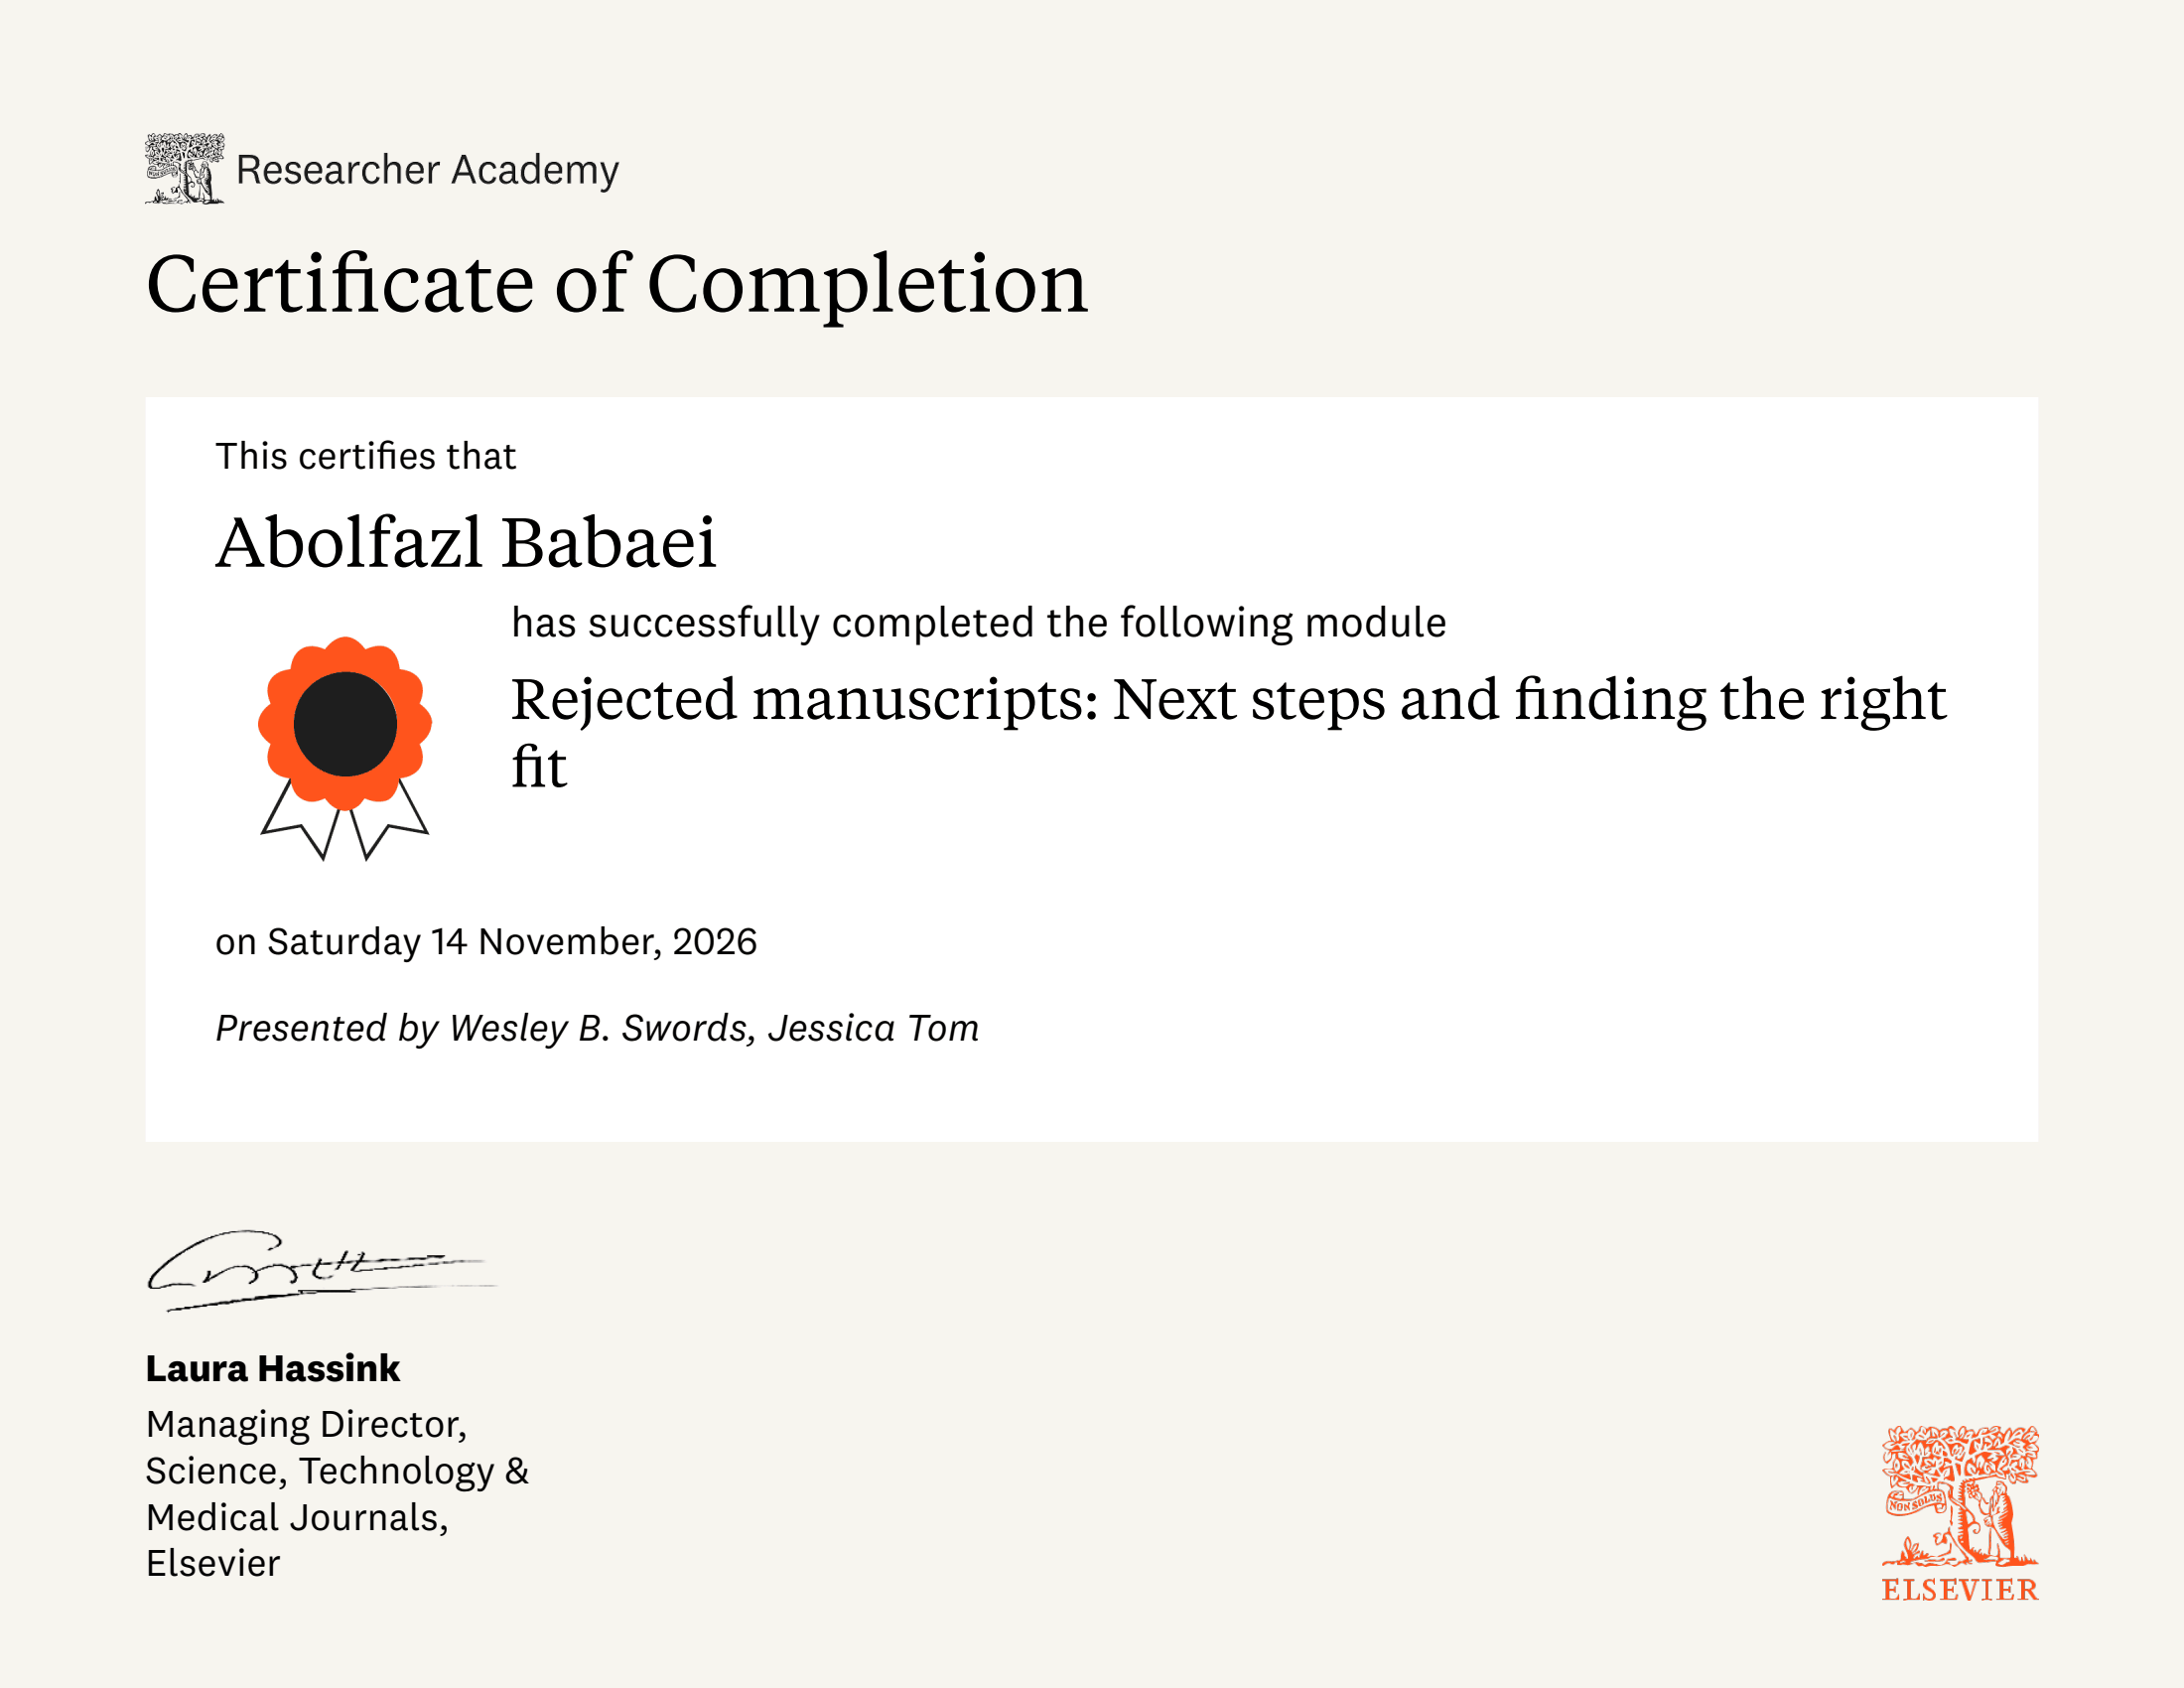 Researcher Academy
Certificate of Completion
This certifies that
Abolfazl Babaei
has successfully completed the following module
Rejected manuscripts: Next steps and finding the right
fit
on Saturday 14 November, 2026
Presented by Wesley B. Swords, Jessica Tom
Laura Hassink
Managing Director,
Science, Technology &
Medical Journals,
Elsevier
NON SOLUS
ELSEVIER